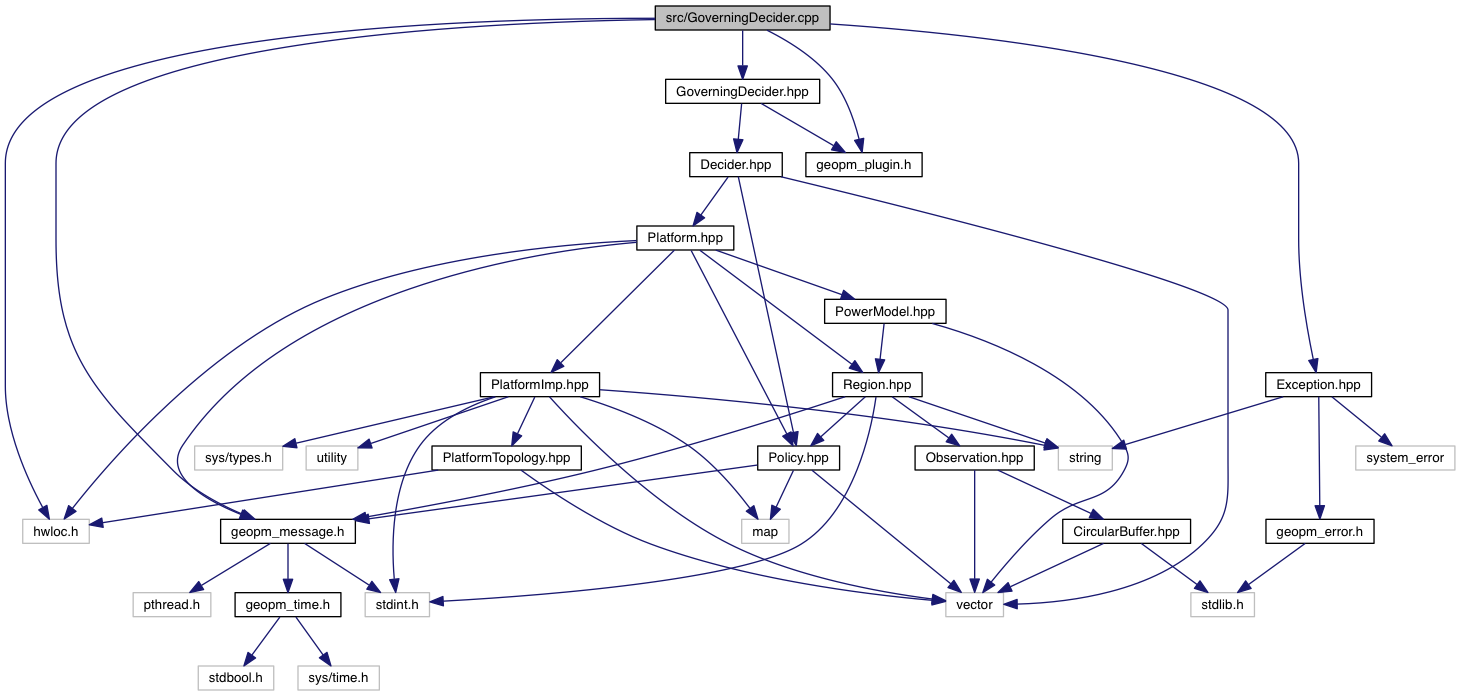 src/GoverningDecider.cpp
GoverningDecider.hpp
Decider.hpp
geopm_plugin.h
Platform.hpp
PowerModel.hpp
PlatformImp.hpp
Region.hpp
Exception.hpp
sys/types.h
utility
PlatformTopology.hpp
Policy.hpp
Observation.hpp
string
system_error
hwloc.h
geopm_message.h
map
CircularBuffer.hpp
geopm_error.h
pthread.h
geopm_time.h
stdint.h
vector
stdlib.h
stdbool.h
sys/time.h